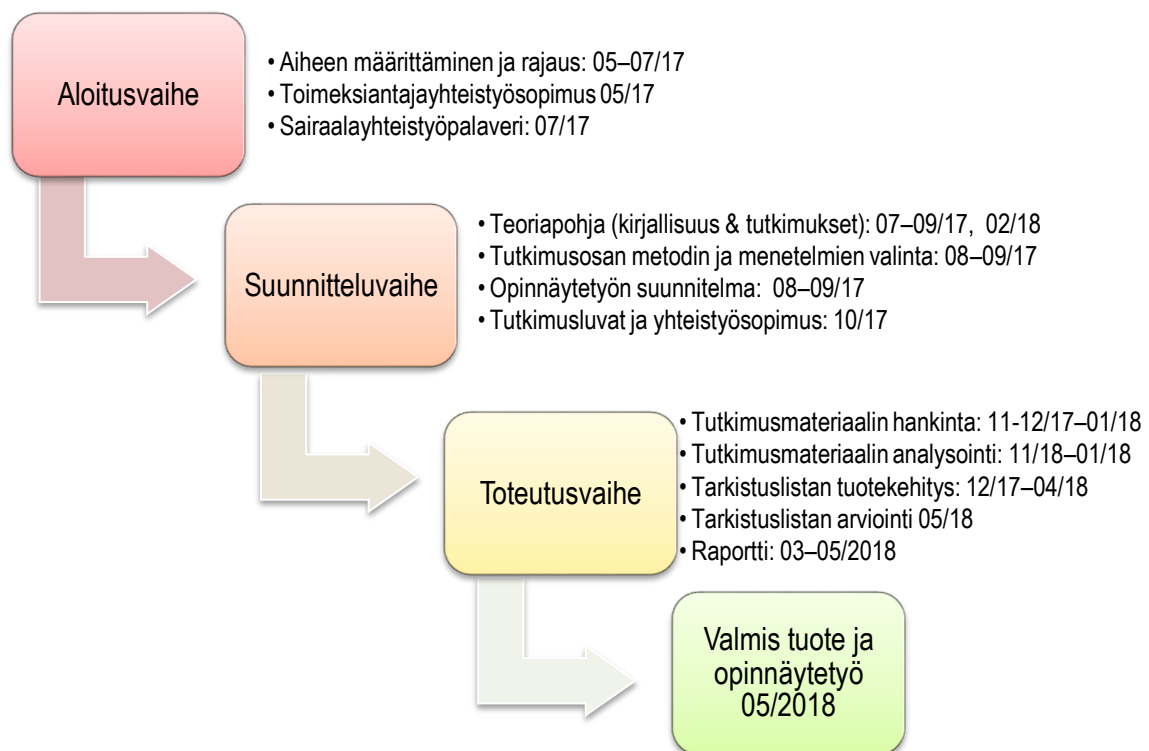 Aloitusvaihe
• Aiheen määrittäminen ja rajaus: 05–07/17
• Toimeksiantajayhteistyösopimus 05/17
• Sairaalayhteistyöpalaveri: 07/17
Suunnitteluvaihe
• Teoriapohja (kirjallisuus & tutkimukset): 07–09/17, 02/18
• Tutkimusosan metodin ja menetelmien valinta: 08–09/17
• Opinnäytetyön suunnitelma: 08–09/17
• Tutkimusluvat ja yhteistyösopimus: 10/17
Toteutusvaihe
• Tutkimusmateriaalin hankinta: 11-12/17–01/18
• Tutkimusmateriaalin analysointi: 11/18–01/18
• Tarkistuslistan tuotekehitys: 12/17–04/18
• Tarkistuslistan arviointi 05/18
• Raportti: 03–05/2018
Valmis tuote ja
opinnäytetyö
05/2018